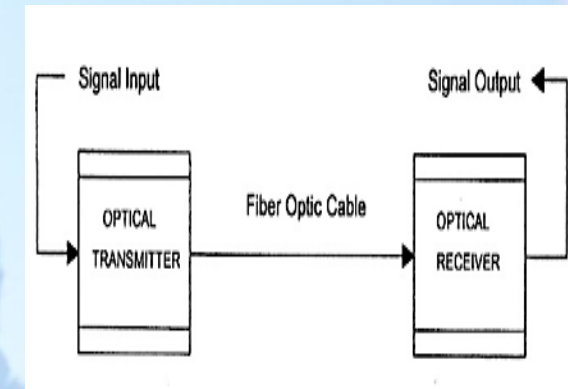 Signal Input
Signal Output
Fiber Optic Cable
OPTICAL
TRANSMITTER
OPTICAL
RECEIVER